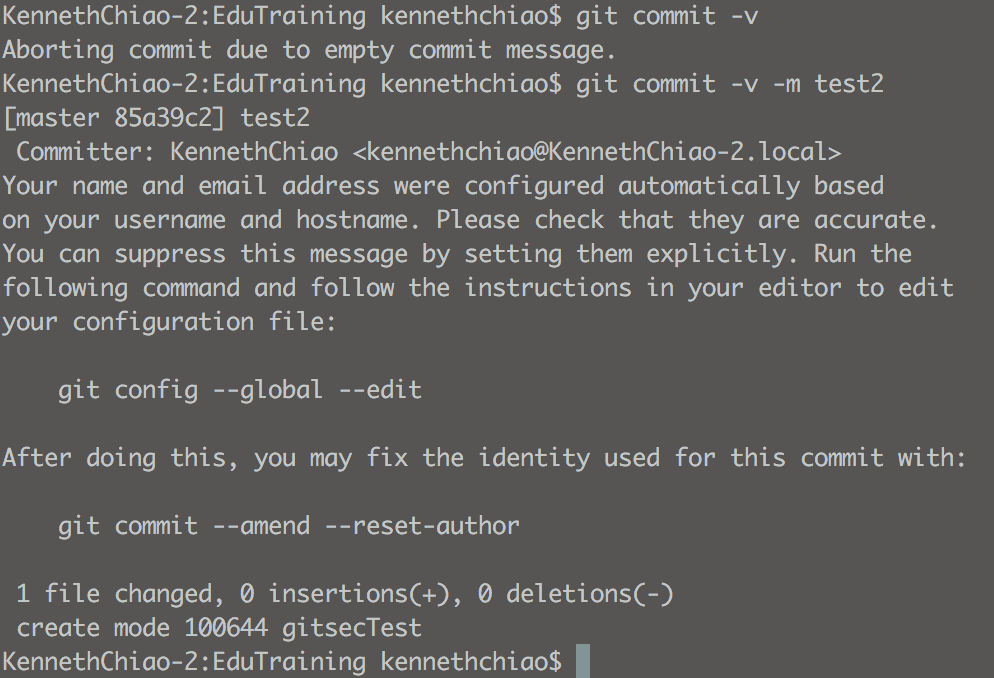 KennethChiao-2:EduTraining kennethchiao$ git commit -v
Aborting commit due to empty commit message.
KennethChiao-2:EduTraining kennethchiao$ git commit -v -m test2
[master 85a39c2] test2
 Committer: KennethChiao <kennethchiao@KennethChiao-2.local>
Your name and email address were configured automatically based
on your username and hostname. Please check that they are accurate.
You can suppress this message by setting them explicitly. Run the
following command and follow the instructions in your editor to edit
your configuration file:

    git config --global --edit

After doing this, you may fix the identity used for this commit with:

    git commit --amend --reset-author

 1 file changed, 0 insertions(+), 0 deletions(-)
 create mode 100644 gitsecTest
KennethChiao-2:EduTraining kennethchiao$